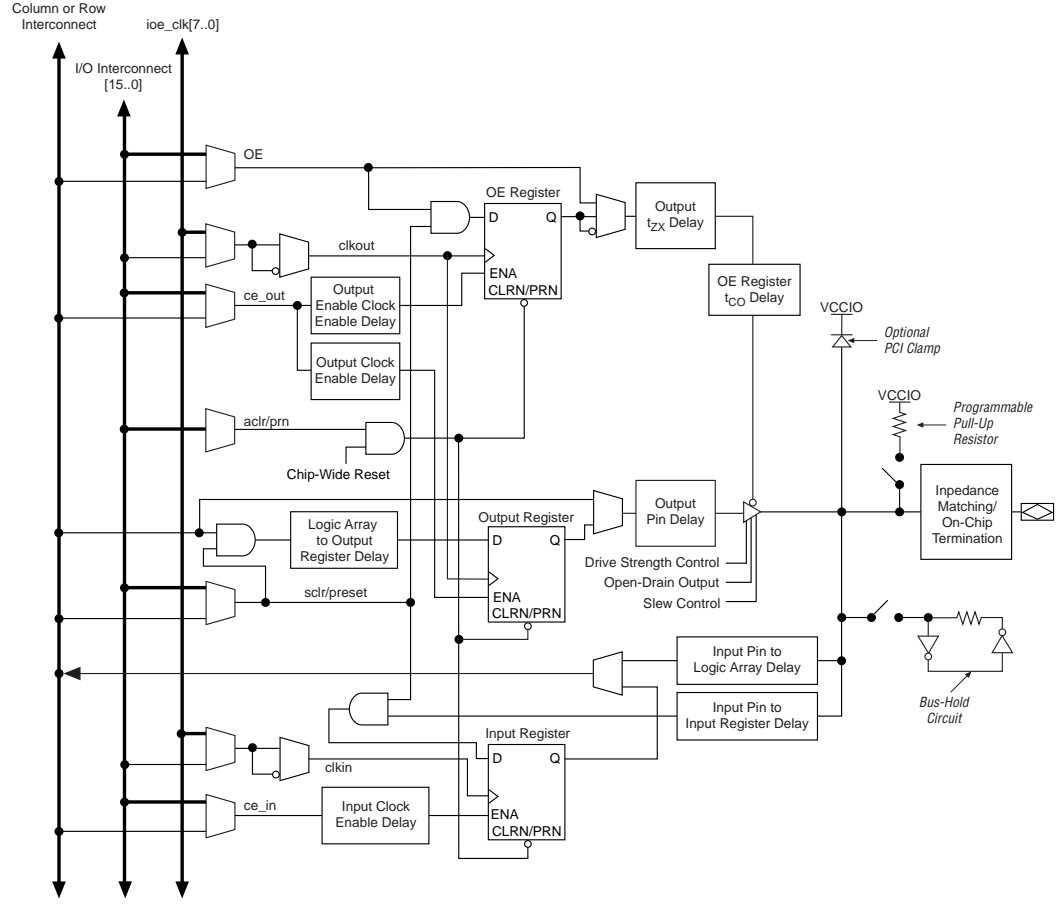 Column or Row
Interconnect
ioe_clk[7..0]
I/O Interconnect
[15..0]
OE
OE Register
D
Q
Output
tZX Delay
clkout
ENA
CLRN/PRN
OE Register
tCO Delay
ce_out
Output
Enable Clock
Enable Delay
VCCIO
Optional
PCI Clamp
Output Clock
Enable Delay
VCCIO
Programmable
Pull-Up
Resistor
aclr/prn
Chip-Wide Reset
Inpedance
Matching/
On-Chip
Termination
Output
Pin Delay
Logic Array
to Output
Register Delay
Output Register
D
Q
ENA
CLRN/PRN
Drive Strength Control
Open-Drain Output
Slew Control
sclr/preset
Input Pin to
Logic Array Delay
Input Pin to
Input Register Delay
Bus-Hold
Circuit
Input Register
D
Q
clkin
ENA
CLRN/PRN
ce_in
Input Clock
Enable Delay